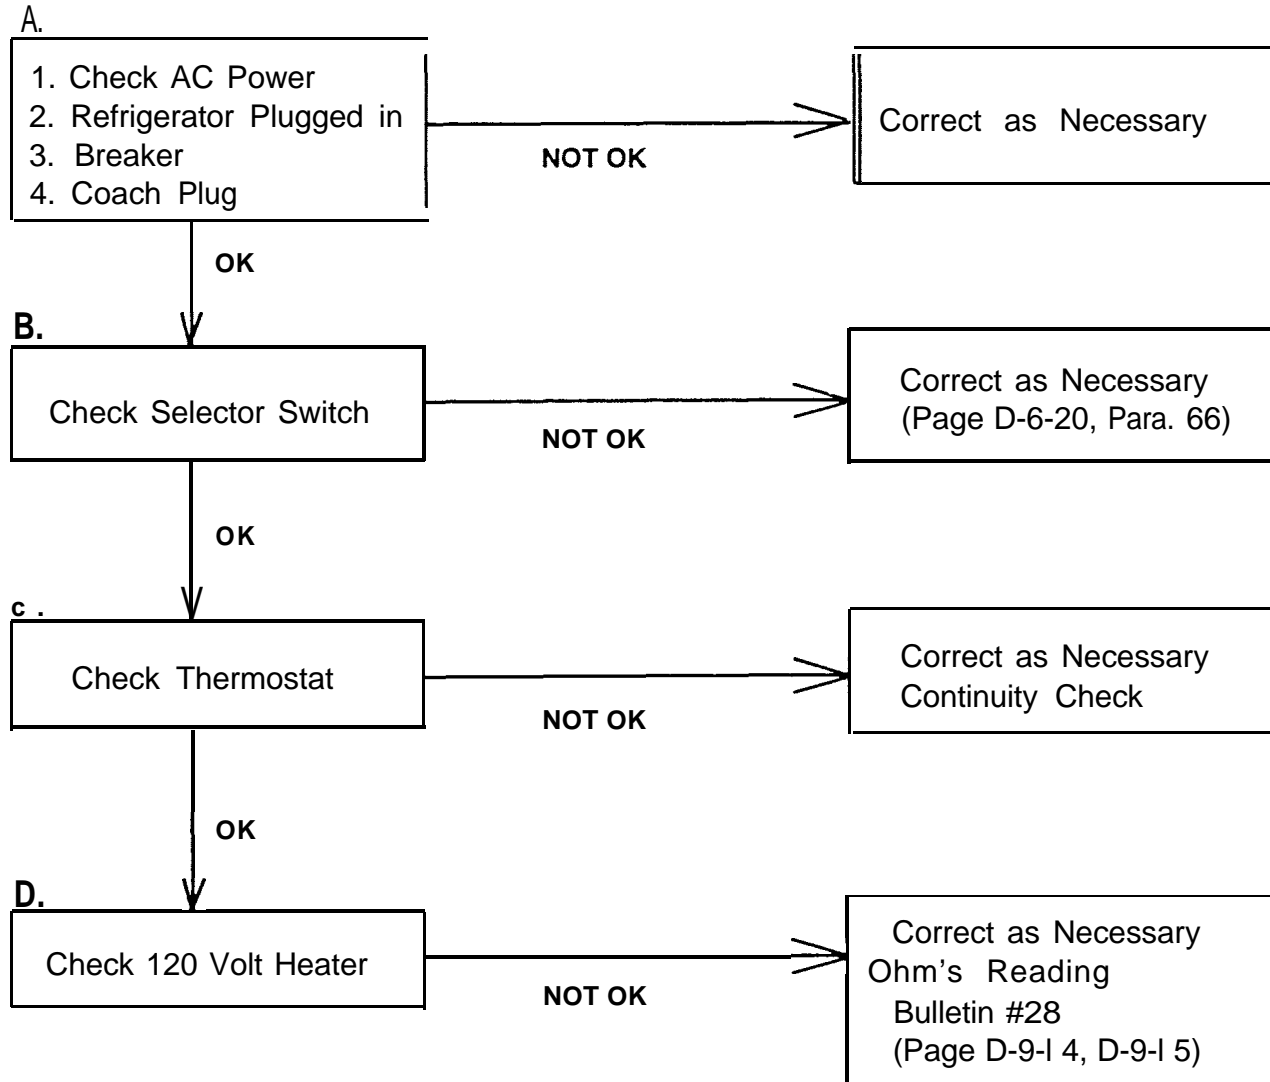 A.
1. Check AC Power
2. Refrigerator Plugged in
3. Breaker
4. Coach Plug
NOT OK
Correct as Necessary
OK
B.
Check Selector Switch
NOT OK
Correct as Necessary
(Page D-6-20, Para. 66)
OK
c .
Check Thermostat
NOT OK
Correct as Necessary
Continuity Check
OK
D.
Check 120 Volt Heater
NOT OK
Correct as Necessary
Ohm's Reading
Bulletin #28
(Page D-9-l 4, D-9-l 5)